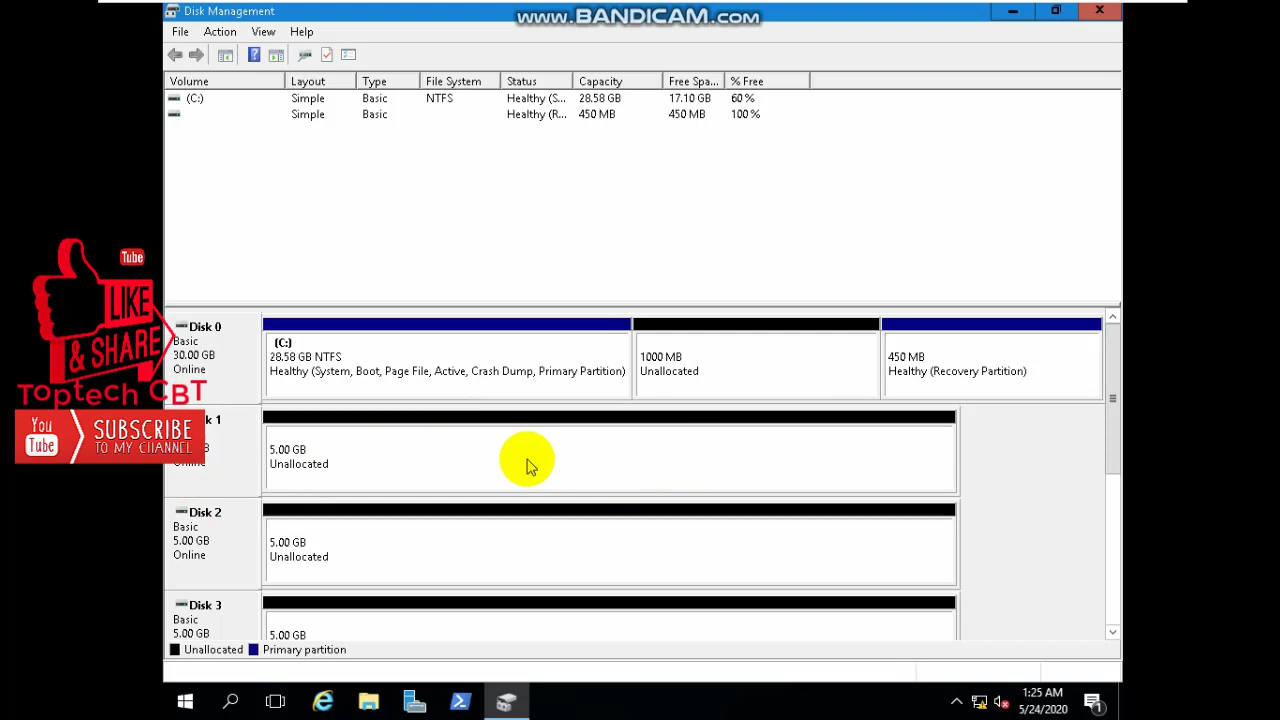 Disk Management
WWW.BANDICAM.COM
File Action View Help
Volume Layout Type File System Status Capacity Free Spa... % Free
(C:) Simple Basic NTFS Healthy (S... 28.58 GB 17.10 GB 60 %
Simple Basic Healthy (R... 450 MB 450 MB 100 %
Disk 0
Basic
30.00 GB
Online
(C:)
28.58 GB NTFS
Healthy (System, Boot, Page File, Active, Crash Dump, Primary Partition)
1000 MB
Unallocated
450 MB
Healthy (Recovery Partition)
1
5.00 GB
Unallocated
Disk 2
Basic
5.00 GB
Online
5.00 GB
Unallocated
Disk 3
Basic
5.00 GB
5.00 GB
Unallocated Primary partition
Tube
LIKE
& SHARE
Toptech CBT
You
Tube
SUBSCRIBE
TO MY CHANNEL
1:25 AM
5/24/2020
1